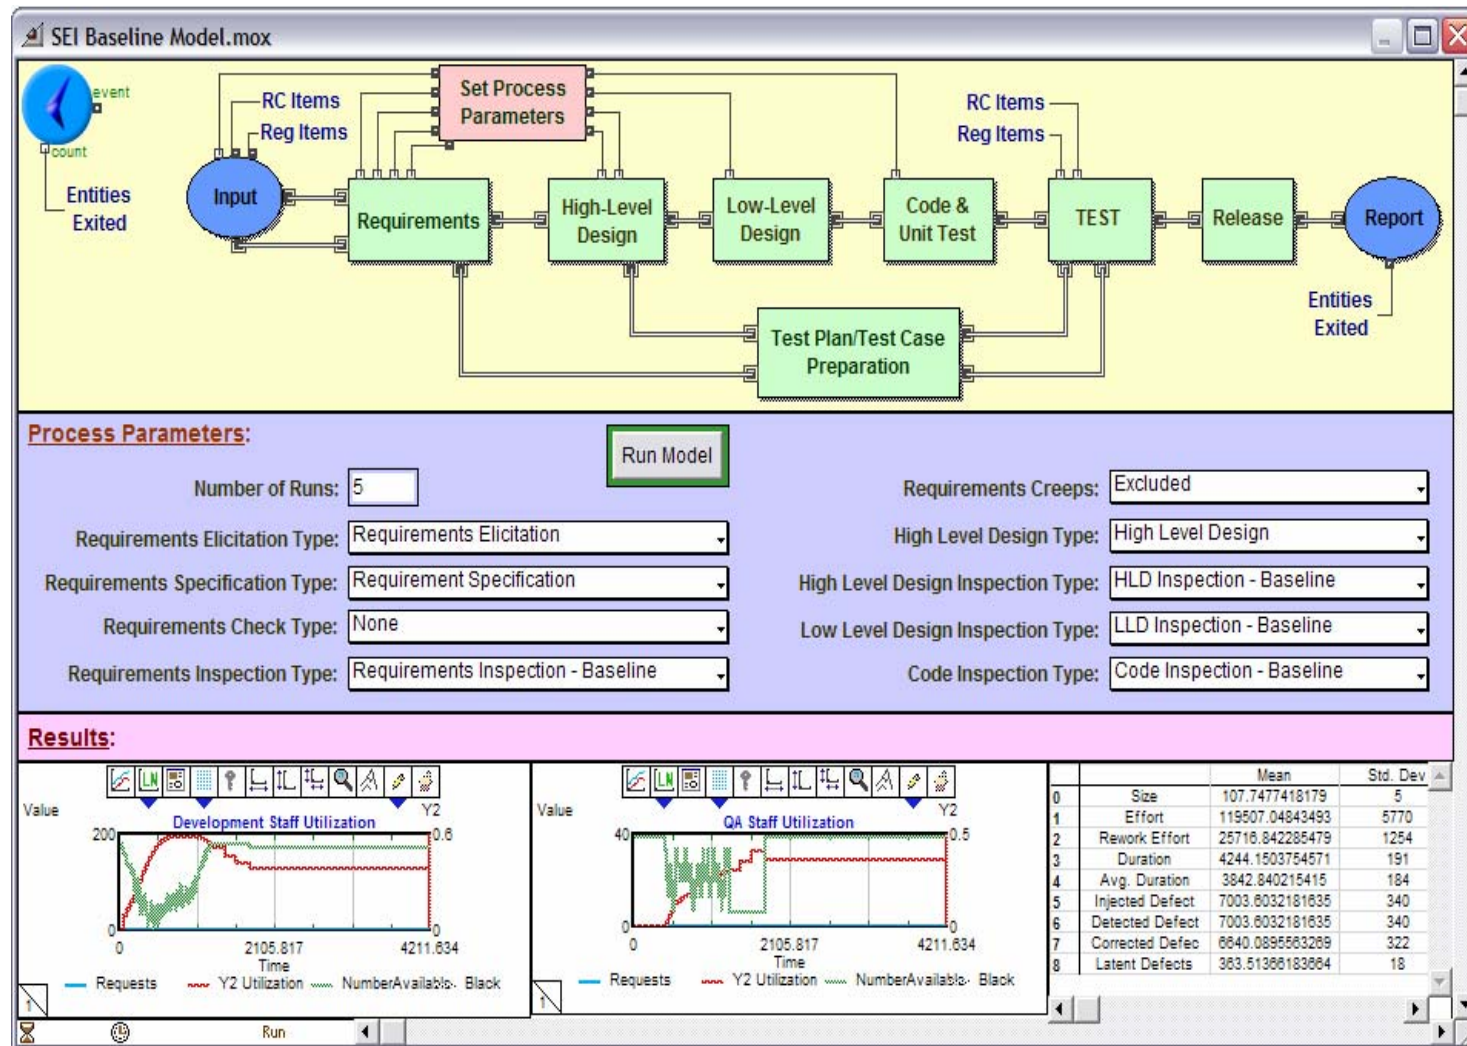 SEI Baseline Model.mox
event
count
Entities
Exited
RC Items
Reg Items
Input
Set Process
Parameters
Requirements
High-Level
Design
Low-Level
Design
Code &
Unit Test
RC Items
Reg Items
TEST
Release
Report
Entities
Exited
Test Plan/Test Case
Preparation
Process Parameters:
Run Model
Number of Runs: 5
Requirements Elicitation Type: Requirements Elicitation
Requirements Specification Type: Requirement Specification
Requirements Check Type: None
Requirements Inspection Type: Requirements Inspection - Baseline
Requirements Creeps: Excluded
High Level Design Type: High Level Design
High Level Design Inspection Type: HLD Inspection - Baseline
Low Level Design Inspection Type: LLD Inspection - Baseline
Code Inspection Type: Code Inspection - Baseline
Results:
LN
Value Y2
Development Staff Utilization
200 0.6
0 0
0 2105.817 4211.634
Time
Requests Y2 Utilization NumberAvailable Black
1
LN
Value Y2
QA Staff Utilization
40 0.5
0 0
0 2105.817 4211.634
Time
Requests Y2 Utilization NumberAvailable Black
1
Mean Std. Dev
0 Size 107.7477418179 5
1 Effort 119507.04843493 5770
2 Rework Effort 25716.842285479 1254
3 Duration 4244.1503754571 191
4 Avg. Duration 3842.840215415 184
5 Injected Defect 7003.6032181635 340
6 Detected Defect 7003.6032181635 340
7 Corrected Defec 6640.0895563269 322
8 Latent Defects 363.51366183664 18
Run